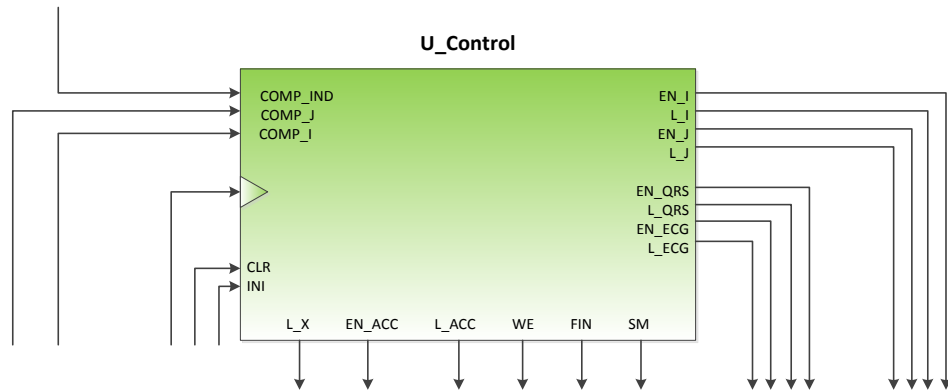 U_Control
COMP_IND
COMP_J
COMP_I
CLR
INI
EN_I
L_I
EN_J
L_J
EN_QRS
L_QRS
EN_ECG
L_ECG
L_X EN_ACC L_ACC WE FIN SM